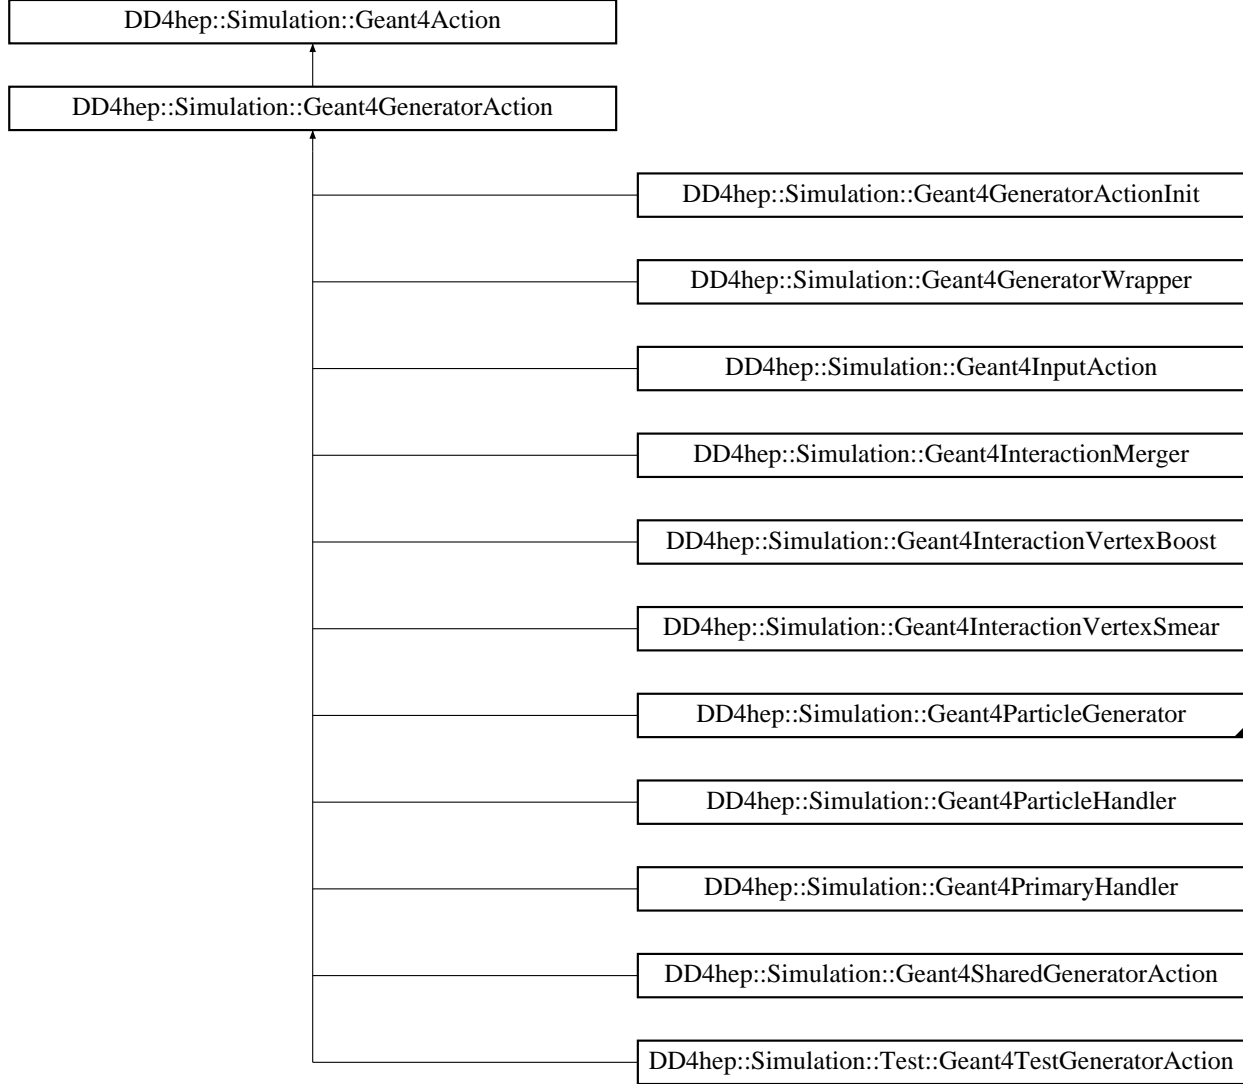 DD4hep::Simulation::Geant4Action
DD4hep::Simulation::Geant4GeneratorAction
DD4hep::Simulation::Geant4GeneratorActionInit
DD4hep::Simulation::Geant4GeneratorWrapper
DD4hep::Simulation::Geant4InputAction
DD4hep::Simulation::Geant4InteractionMerger
DD4hep::Simulation::Geant4InteractionVertexBoost
DD4hep::Simulation::Geant4InteractionVertexSmear
DD4hep::Simulation::Geant4ParticleGenerator
DD4hep::Simulation::Geant4ParticleHandler
DD4hep::Simulation::Geant4PrimaryHandler
DD4hep::Simulation::Geant4SharedGeneratorAction
DD4hep::Simulation::Test::Geant4TestGeneratorAction